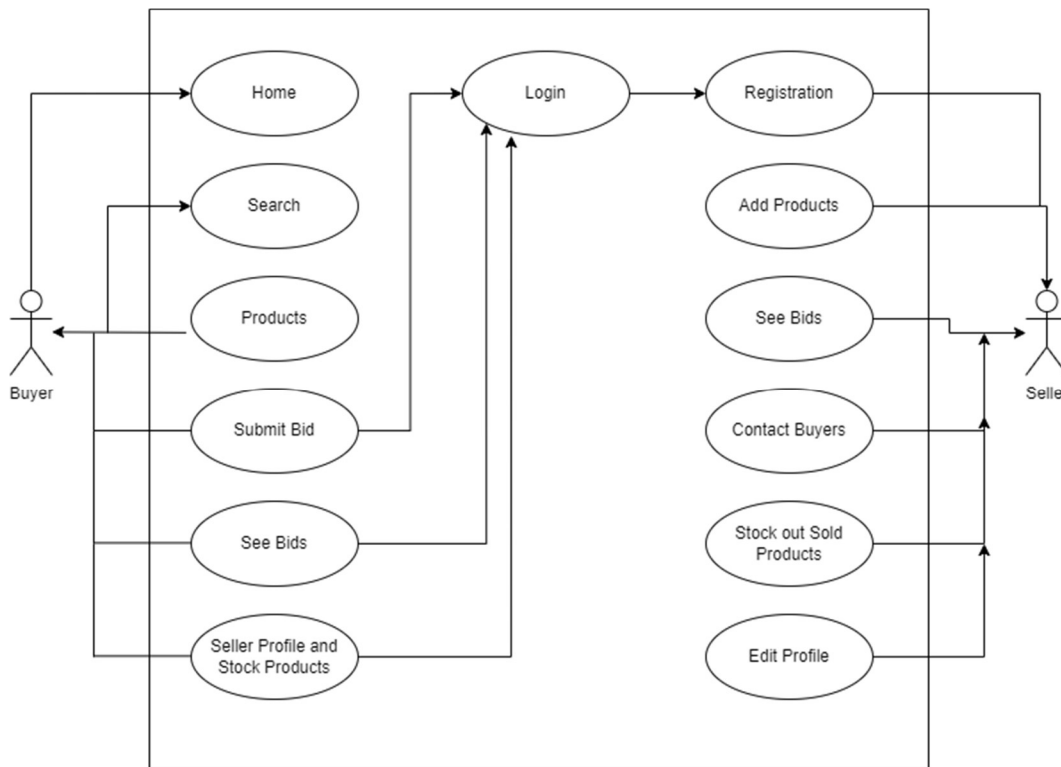 Home
Login
Registration
Search
Add Products
Products
See Bids
Buyer
Selle
Submit Bid
Contact Buyers
See Bids
Stock out Sold
Products
Seller Profile and
Stock Products
Edit Profile